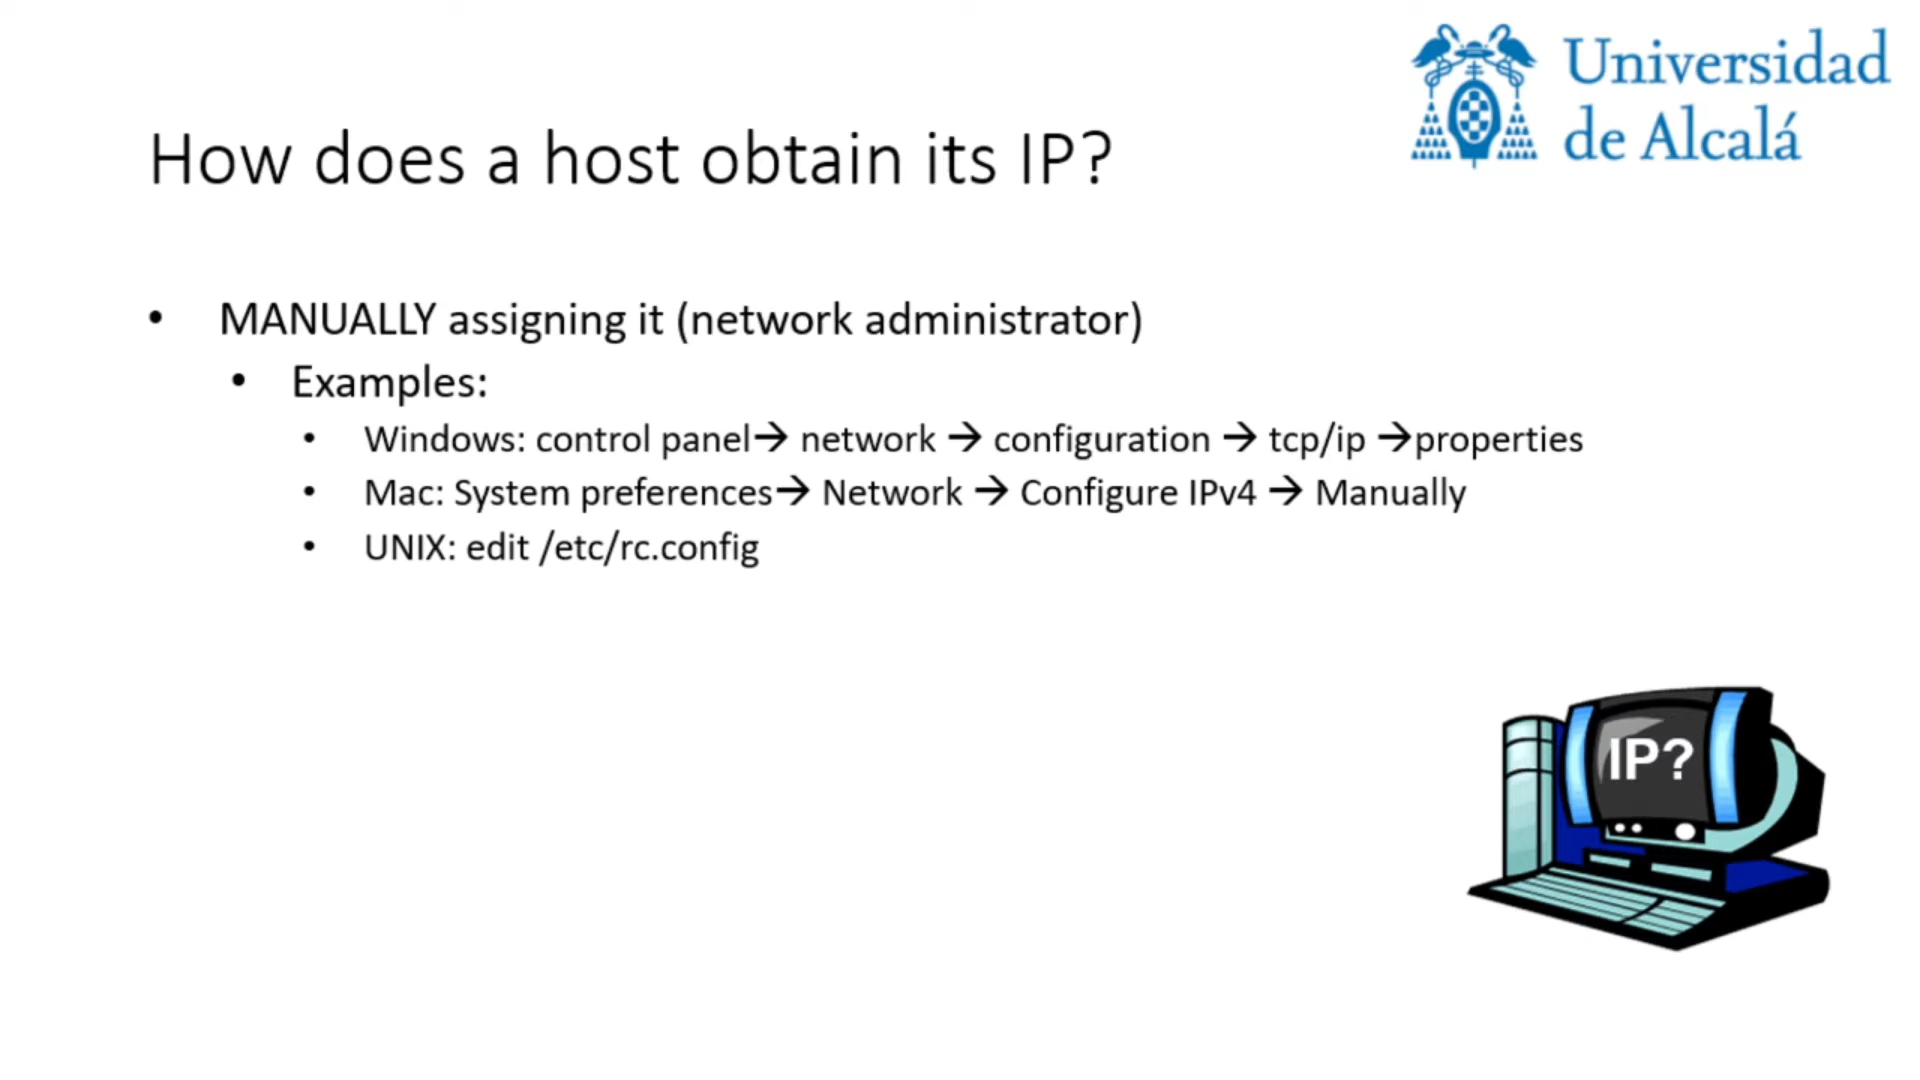 Universidad
de Alcalá
How does a host obtain its IP?
• MANUALLY assigning it (network administrator)
• Examples:
• Windows: control panel→ network → configuration → tcp/ip →properties
• Mac: System preferences→ Network → Configure IPv4 → Manually
• UNIX: edit /etc/rc.config
IP?